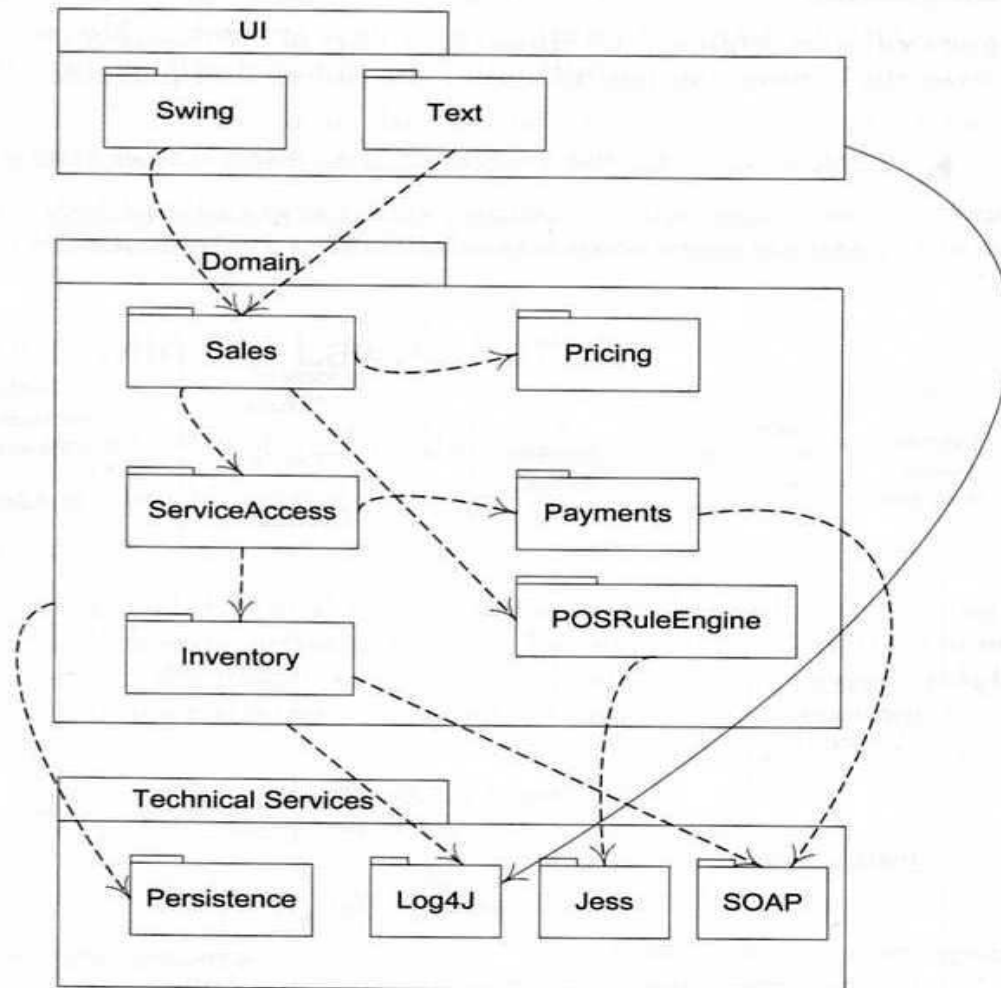 UI
Swing
Text
Domain
Sales
Pricing
ServiceAccess
Payments
POSRuleEngine
Inventory
Technical Services
Persistence
Log4J
Jess
SOAP